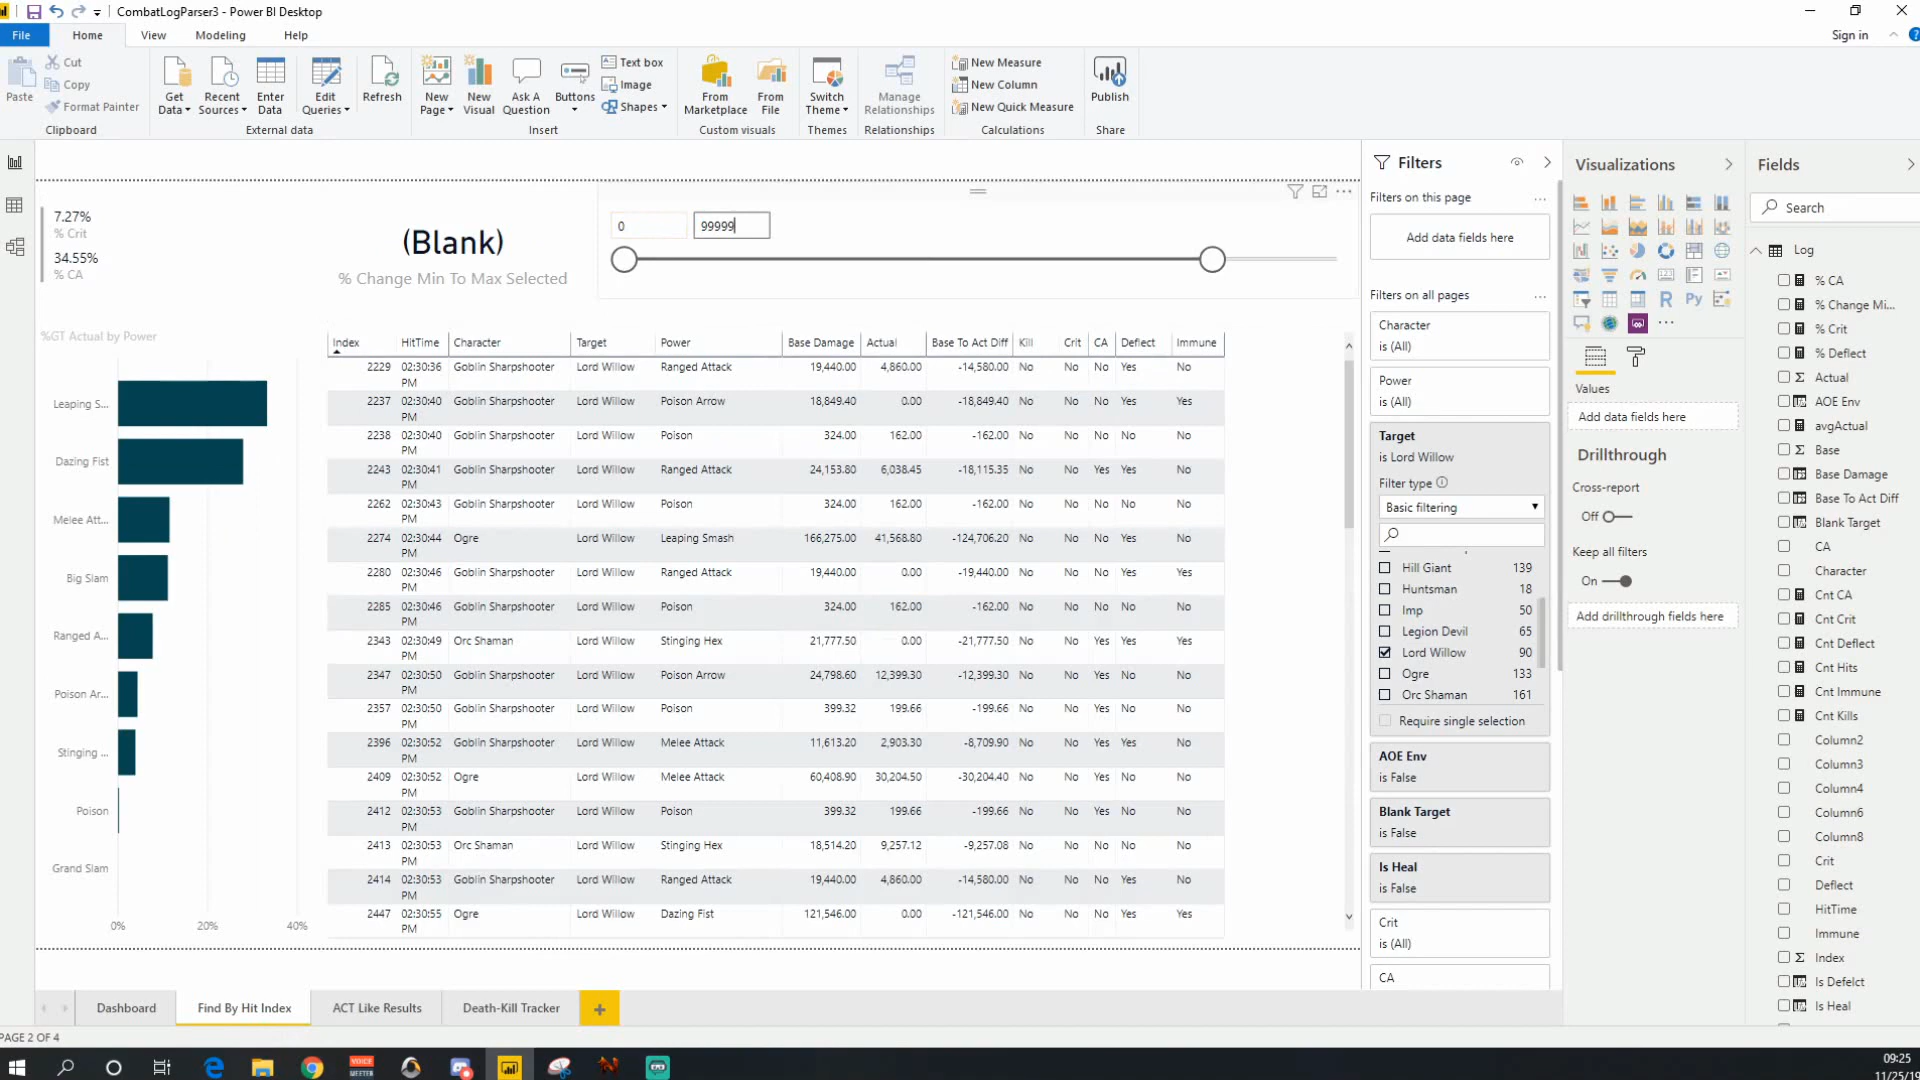 CombatLogParser3 - Power BI Desktop
File
Home
View
Modeling
Help
Sign in
Paste
Cut
Copy
Format Painter
Clipboard
Get Data
Recent Sources
Enter Data
Edit Queries
Refresh
External data
New Page
New Visual
Ask A Question
Buttons
Text box
Image
Shapes
Insert
From Marketplace
From File
Custom visuals
Switch Theme
Themes
Manage Relationships
Relationships
New Measure
New Column
New Quick Measure
Calculations
Publish
Share
7.27%
% Crit
34.55%
% CA
(Blank)
% Change Min To Max Selected
0
99999
%GT Actual by Power
Leaping S...
Dazing Fist
Melee Att...
Big Slam
Ranged A...
Poison Ar...
Stinging ...
Poison
Grand Slam
0%
20%
40%
Index HitTime Character Target Power Base Damage Actual Base To Act Diff Kill Crit CA Deflect Immune
2229 02:30:36 PM Goblin Sharpshooter Lord Willow Ranged Attack 19,440.00 4,860.00 -14,580.00 No No No Yes No
2237 02:30:40 PM Goblin Sharpshooter Lord Willow Poison Arrow 18,849.40 0.00 -18,849.40 No No No Yes Yes
2238 02:30:40 PM Goblin Sharpshooter Lord Willow Poison 324.00 162.00 -162.00 No No No No No
2243 02:30:41 PM Goblin Sharpshooter Lord Willow Ranged Attack 24,153.80 6,038.45 -18,115.35 No No Yes Yes No
2262 02:30:43 PM Goblin Sharpshooter Lord Willow Poison 324.00 162.00 -162.00 No No No No No
2274 02:30:44 PM Ogre Lord Willow Leaping Smash 166,275.00 41,568.80 -124,706.20 No No No Yes No
2280 02:30:46 PM Goblin Sharpshooter Lord Willow Ranged Attack 19,440.00 0.00 -19,440.00 No No No Yes Yes
2285 02:30:46 PM Goblin Sharpshooter Lord Willow Poison 324.00 162.00 -162.00 No No No No No
2343 02:30:49 PM Orc Shaman Lord Willow Stinging Hex 21,777.50 0.00 -21,777.50 No No Yes Yes Yes
2347 02:30:50 PM Goblin Sharpshooter Lord Willow Poison Arrow 24,798.60 12,399.30 -12,399.30 No No Yes No No
2357 02:30:50 PM Goblin Sharpshooter Lord Willow Poison 399.32 199.66 -199.66 No No Yes No No
2396 02:30:52 PM Goblin Sharpshooter Lord Willow Melee Attack 11,613.20 2,903.30 -8,709.90 No No Yes Yes No
2409 02:30:52 PM Ogre Lord Willow Melee Attack 60,408.90 30,204.50 -30,204.40 No No Yes No No
2412 02:30:53 PM Goblin Sharpshooter Lord Willow Poison 399.32 199.66 -199.66 No No Yes No No
2413 02:30:53 PM Orc Shaman Lord Willow Stinging Hex 18,514.20 9,257.12 -9,257.08 No No No No No
2414 02:30:53 PM Goblin Sharpshooter Lord Willow Ranged Attack 19,440.00 4,860.00 -14,580.00 No No No Yes No
2447 02:30:55 PM Ogre Lord Willow Dazing Fist 121,546.00 0.00 -121,546.00 No No No Yes Yes
Filters
Filters on this page
Add data fields here
Filters on all pages
Character
is (All)
Power
is (All)
Target
is Lord Willow
Filter type
Basic filtering
Hill Giant 139
Huntsman 18
Imp 50
Legion Devil 65
Lord Willow 90
Ogre 133
Orc Shaman 161
Require single selection
AOE Env
is False
Blank Target
is False
Is Heal
is False
Crit
is (All)
CA
Visualizations
R
Py
Values
Add data fields here
Drillthrough
Cross-report
Off
Keep all filters
On
Add drillthrough fields here
Fields
Search
Log
% CA
% Change Mi...
% Crit
% Deflect
Actual
AOE Env
avgActual
Base
Base Damage
Base To Act Diff
Blank Target
CA
Character
Cnt CA
Cnt Crit
Cnt Deflect
Cnt Hits
Cnt Immune
Cnt Kills
Column2
Column3
Column4
Column6
Column8
Crit
Deflect
HitTime
Immune
Index
Is Defelct
Is Heal
Dashboard
Find By Hit Index
ACT Like Results
Death-Kill Tracker
PAGE 2 OF 4
VOICE
MEETER
09:25
11/25/19